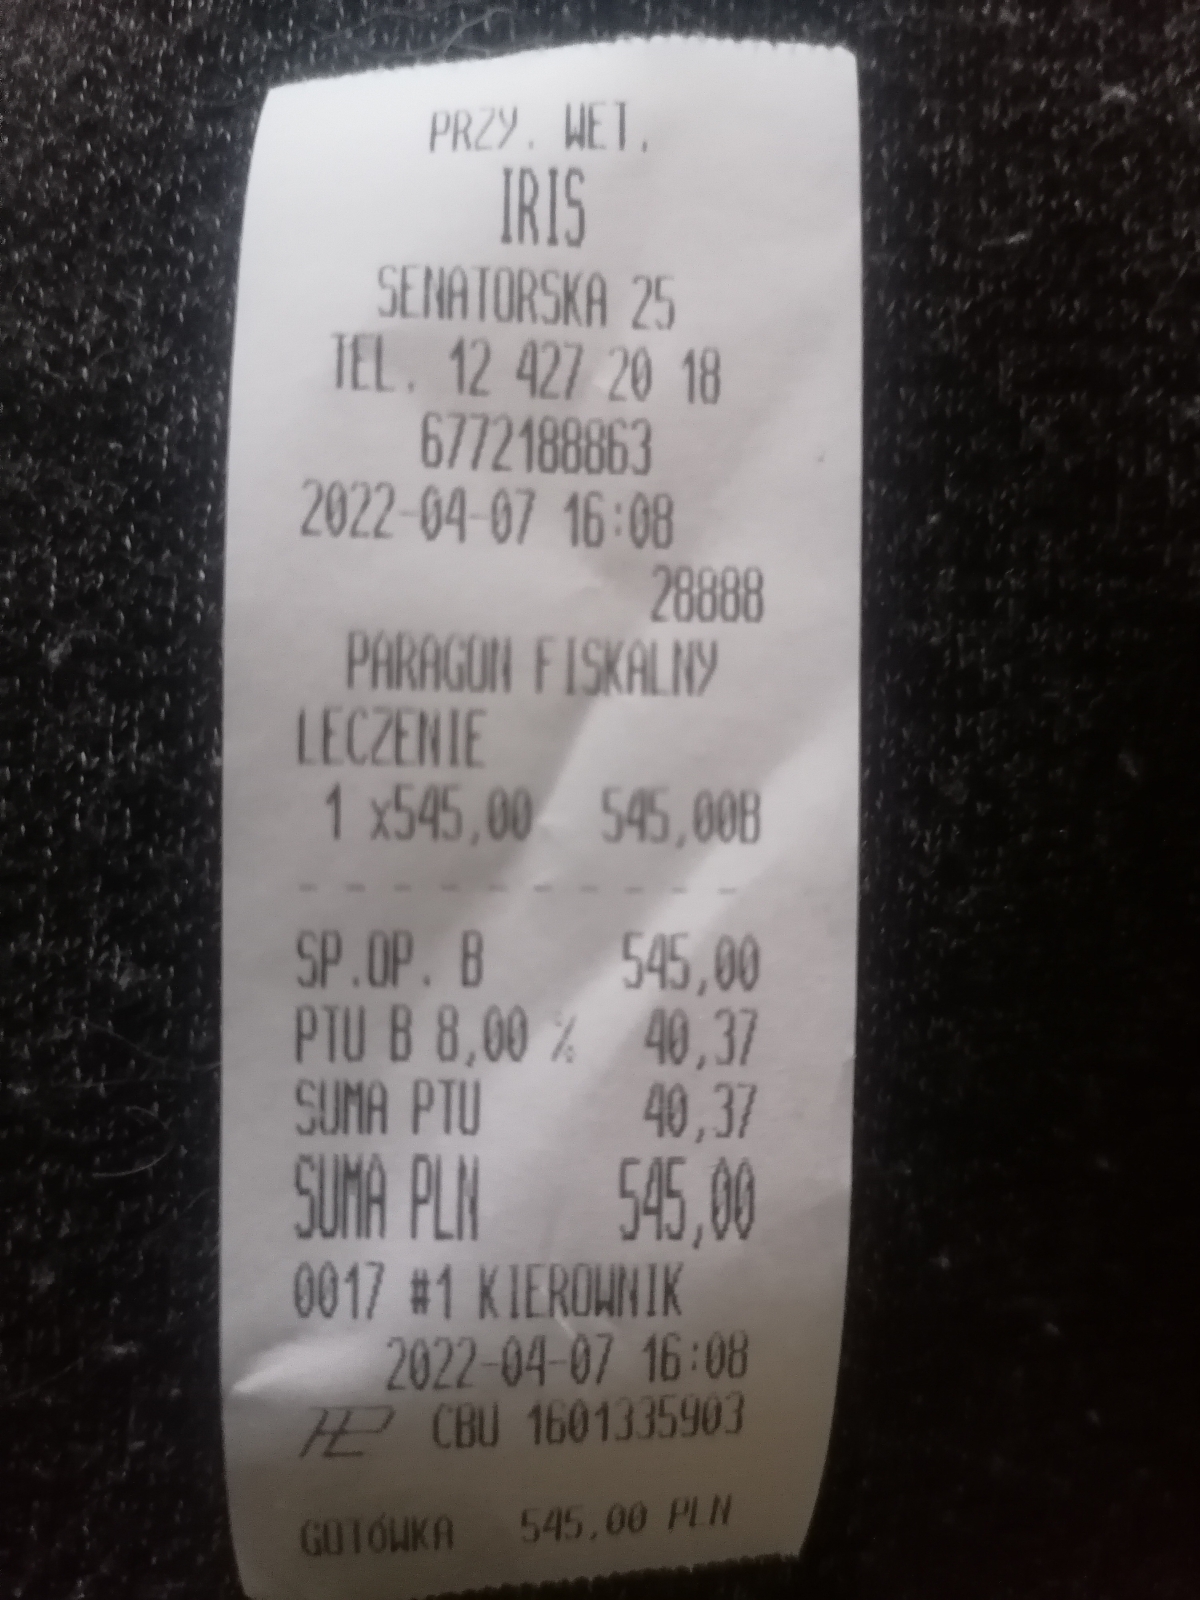 PRZY. WET.
IRIS
SENATORSKA 25
TEL. 12 427 20 18
6772188863
2022-04-07 16:08
28888
PARAGON FISKALNY
LECZENIE
1 x545,00 545,00B
- - - - - - - - - -
SP.OP. B 545,00
PTU B 8,00 % 40,37
SUMA PTU 40,37
SUMA PLN 545,00
0017 #1 KIEROWNIK
2022-04-07 16:08
CBU 1601335903
GOTÓWKA 545,00 PLN